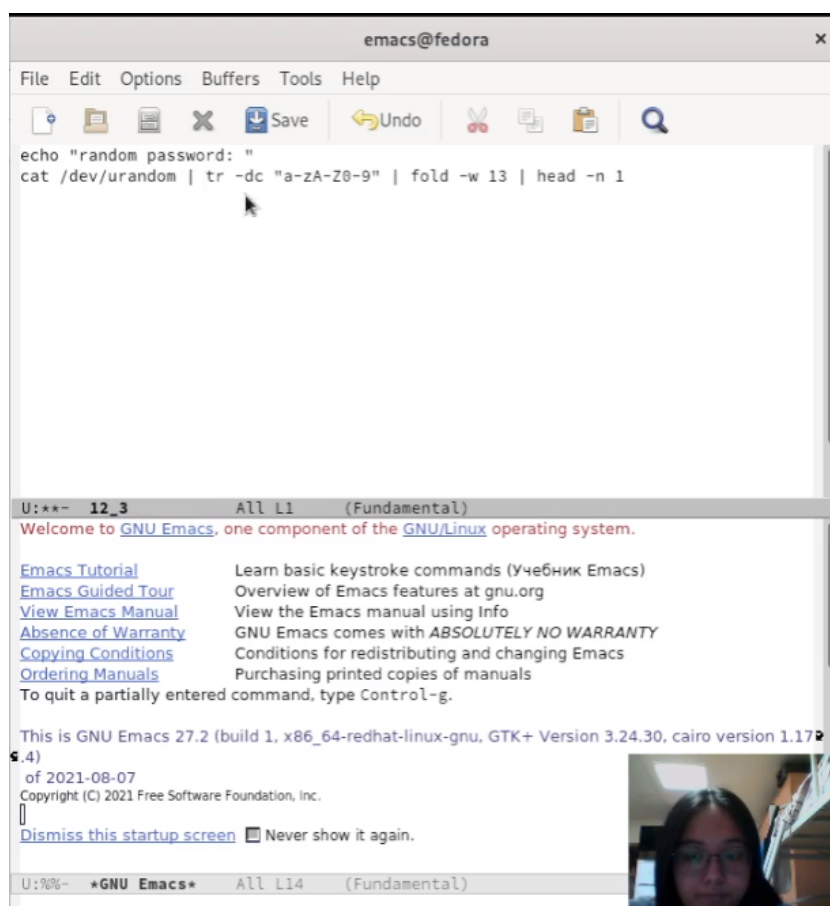 emacs@fedora ×
File Edit Options Buffers Tools Help
Save Undo
echo "random password: "
cat /dev/urandom | tr -dc "a-zA-Z0-9" | fold -w 13 | head -n 1
U:**- 12_3 All L1 (Fundamental)
Welcome to GNU Emacs, one component of the GNU/Linux operating system.
Emacs Tutorial Learn basic keystroke commands (Учебник Emacs)
Emacs Guided Tour Overview of Emacs features at gnu.org
View Emacs Manual View the Emacs manual using Info
Absence of Warranty GNU Emacs comes with ABSOLUTELY NO WARRANTY
Copying Conditions Conditions for redistributing and changing Emacs
Ordering Manuals Purchasing printed copies of manuals
To quit a partially entered command, type Control-g.
This is GNU Emacs 27.2 (build 1, x86_64-redhat-linux-gnu, GTK+ Version 3.24.30, cairo version 1.17
.4)
of 2021-08-07
Copyright (C) 2021 Free Software Foundation, Inc.
Dismiss this startup screen Never show it again.
U:%%- *GNU Emacs* All L14 (Fundamental)